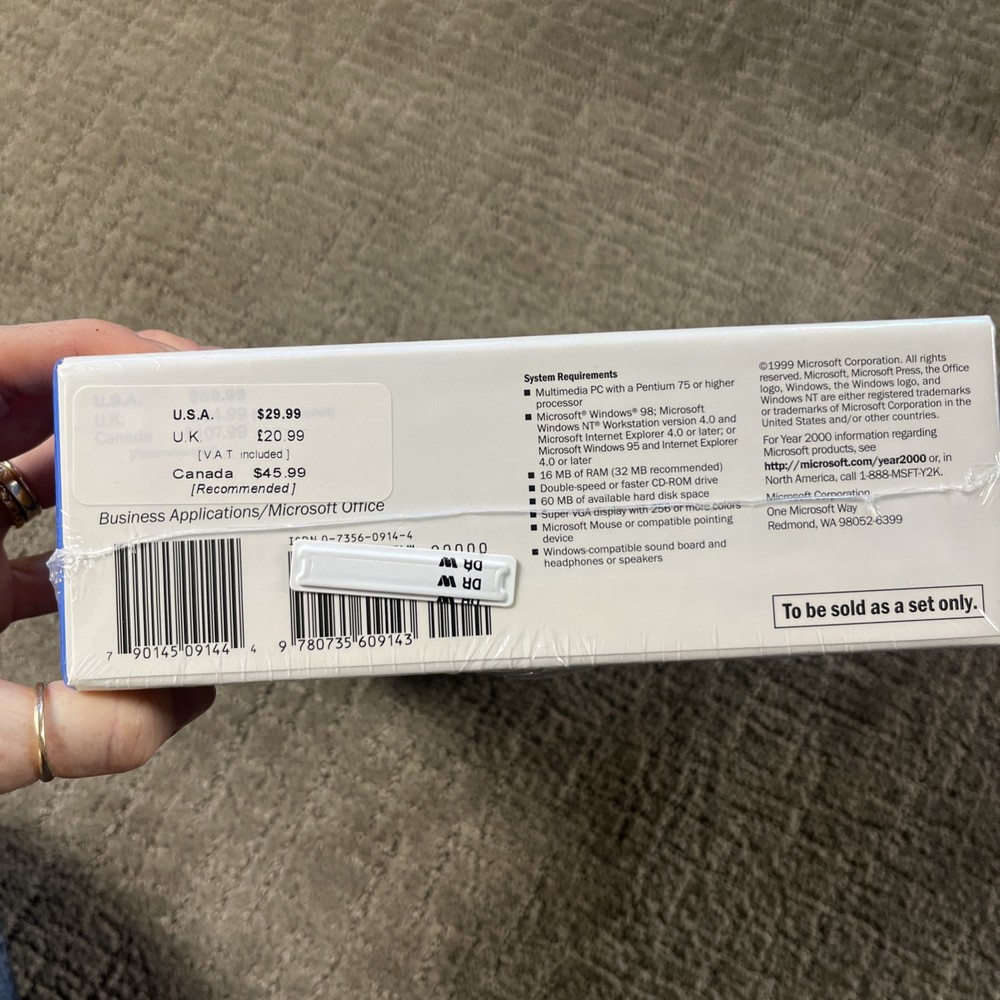 U.S.A. $69.99
U.K.
Canada
U.S.A. $29.99
U.K. £20.99
[V.A.T. included]
Canada $45.99
[Recommended]
Business Applications/Microsoft Office
ISBN 0-7356-0914-4
90000
7 90145 09144 4
9 780735 609143
DR
DR
System Requirements
■ Multimedia PC with a Pentium 75 or higher
processor
■ Microsoft® Windows® 98; Microsoft
Windows NT® Workstation version 4.0 and
Microsoft Internet Explorer 4.0 or later; or
Microsoft Windows 95 and Internet Explorer
4.0 or later
■ 16 MB of RAM (32 MB recommended)
■ Double-speed or faster CD-ROM drive
■ 60 MB of available hard disk space
■ Super VGA display with 256 or more colors
■ Microsoft Mouse or compatible pointing
device
■ Windows-compatible sound board and
headphones or speakers
©1999 Microsoft Corporation. All rights
reserved. Microsoft, Microsoft Press, the Office
logo, Windows, the Windows logo, and
Windows NT are either registered trademarks
or trademarks of Microsoft Corporation in the
United States and/or other countries.
For Year 2000 information regarding
Microsoft products, see
http://microsoft.com/year2000 or, in
North America, call 1-888-MSFT-Y2K.
Microsoft Corporation
One Microsoft Way
Redmond, WA 98052-6399
To be sold as a set only.